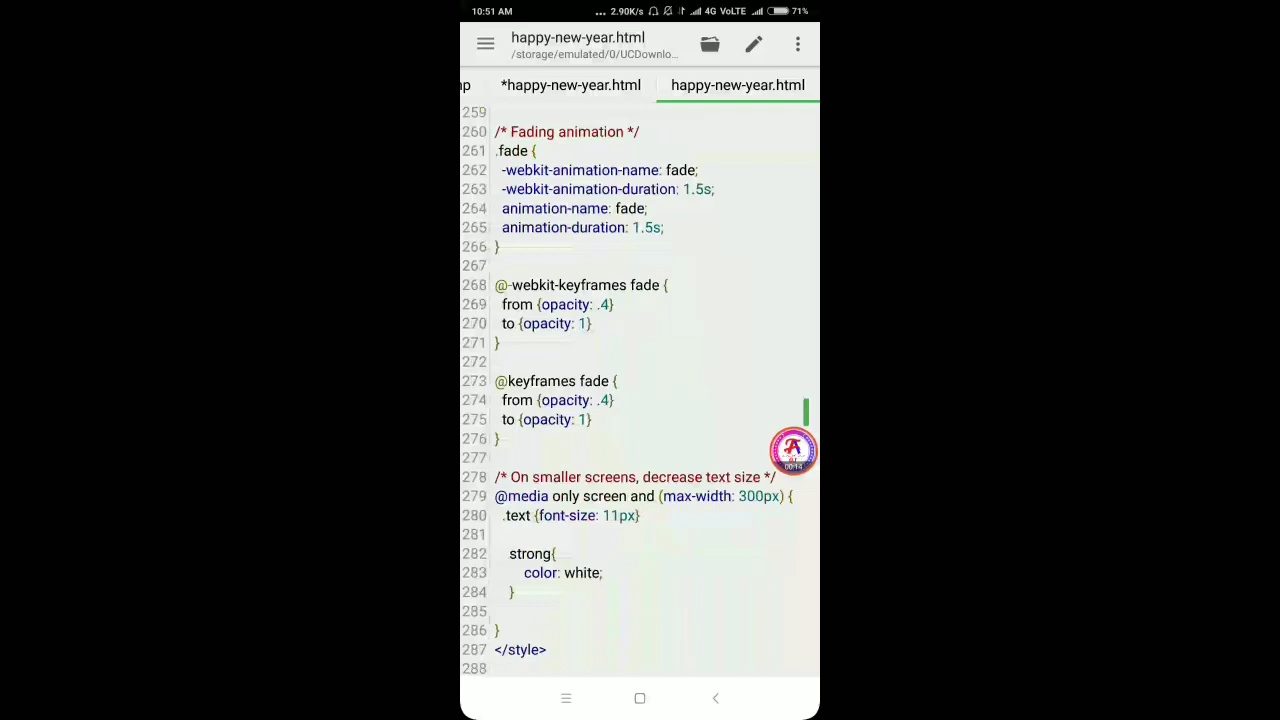 10:51 AM
... 2.90K/s 4G VoLTE 71%
happy-new-year.html
/storage/emulated/0/UCDownlo...
*happy-new-year.html happy-new-year.html
259
260 /* Fading animation */
261 .fade {
262 -webkit-animation-name: fade;
263 -webkit-animation-duration: 1.5s;
264 animation-name: fade;
265 animation-duration: 1.5s;
266 }
267
268 @-webkit-keyframes fade {
269 from {opacity: .4}
270 to {opacity: 1}
271 }
272
273 @keyframes fade {
274 from {opacity: .4}
275 to {opacity: 1}
276 }
277
278 /* On smaller screens, decrease text size */
279 @media only screen and (max-width: 300px) {
280 .text {font-size: 11px}
281
282 strong{
283 color: white;
284 }
285
286 }
287 </style>
288
00:14